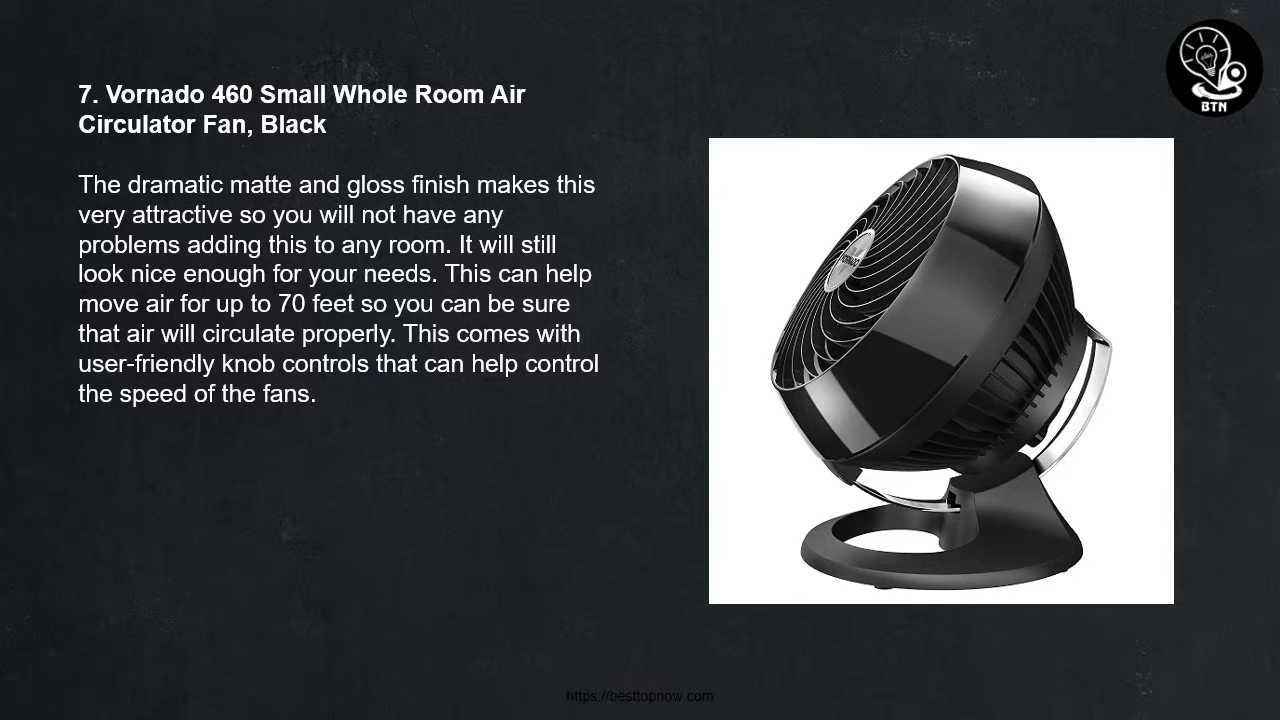 BTN
7. Vornado 460 Small Whole Room Air
Circulator Fan, Black
The dramatic matte and gloss finish makes this
very attractive so you will not have any
problems adding this to any room. It will still
look nice enough for your needs. This can help
move air for up to 70 feet so you can be sure
that air will circulate properly. This comes with
user-friendly knob controls that can help control
the speed of the fans.
VORNADO
https://besttopnow.com